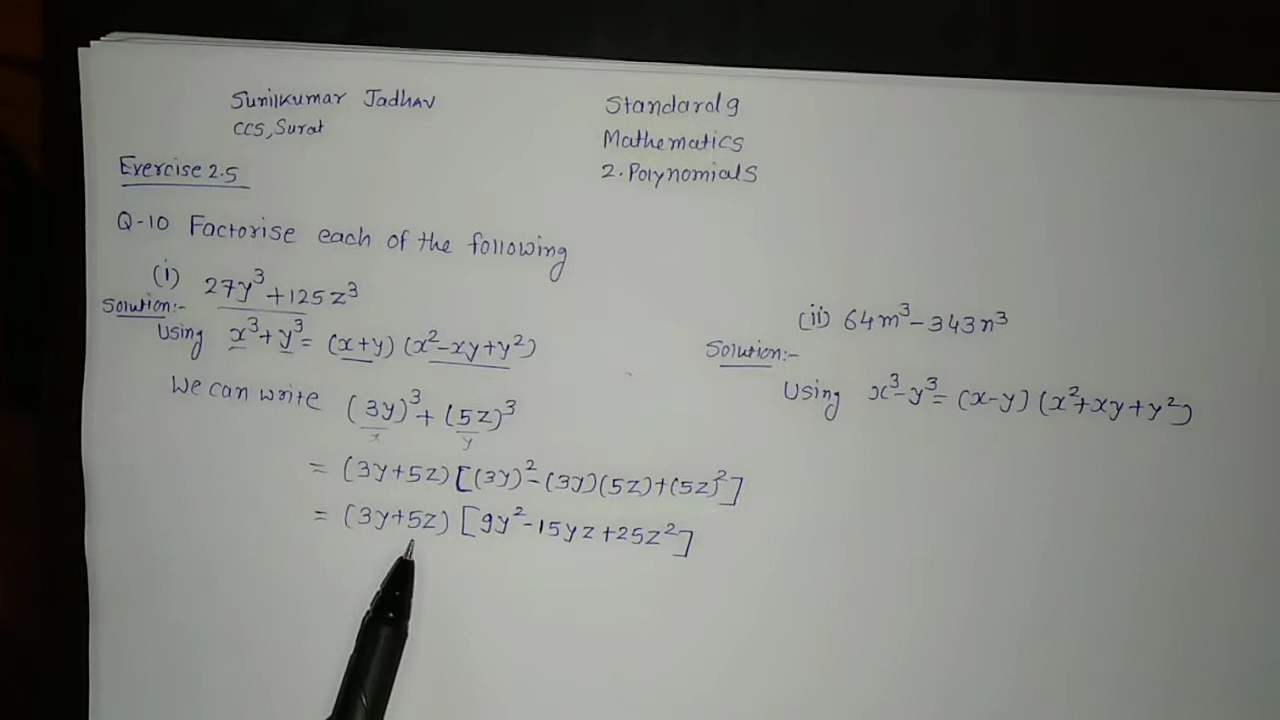 Sunilkumar Jadhav
CCS, Surat
Standard 9
Mathematics
2. Polynomials
Exercise 2.5
Q-10 Factorise each of the following
(i) 27y³+125z³
Solution:-
Using x³+y³= (x+y) (x²-xy+y²)
We can write (3y)³+(5z)³
x y
= (3y+5z) [(3y)²-(3y)(5z)+(5z)²]
= (3y+5z) [9y²-15yz+25z²]
(ii) 64m³-343n³
Solution:-
Using x³-y³= (x-y) (x²+xy+y²)